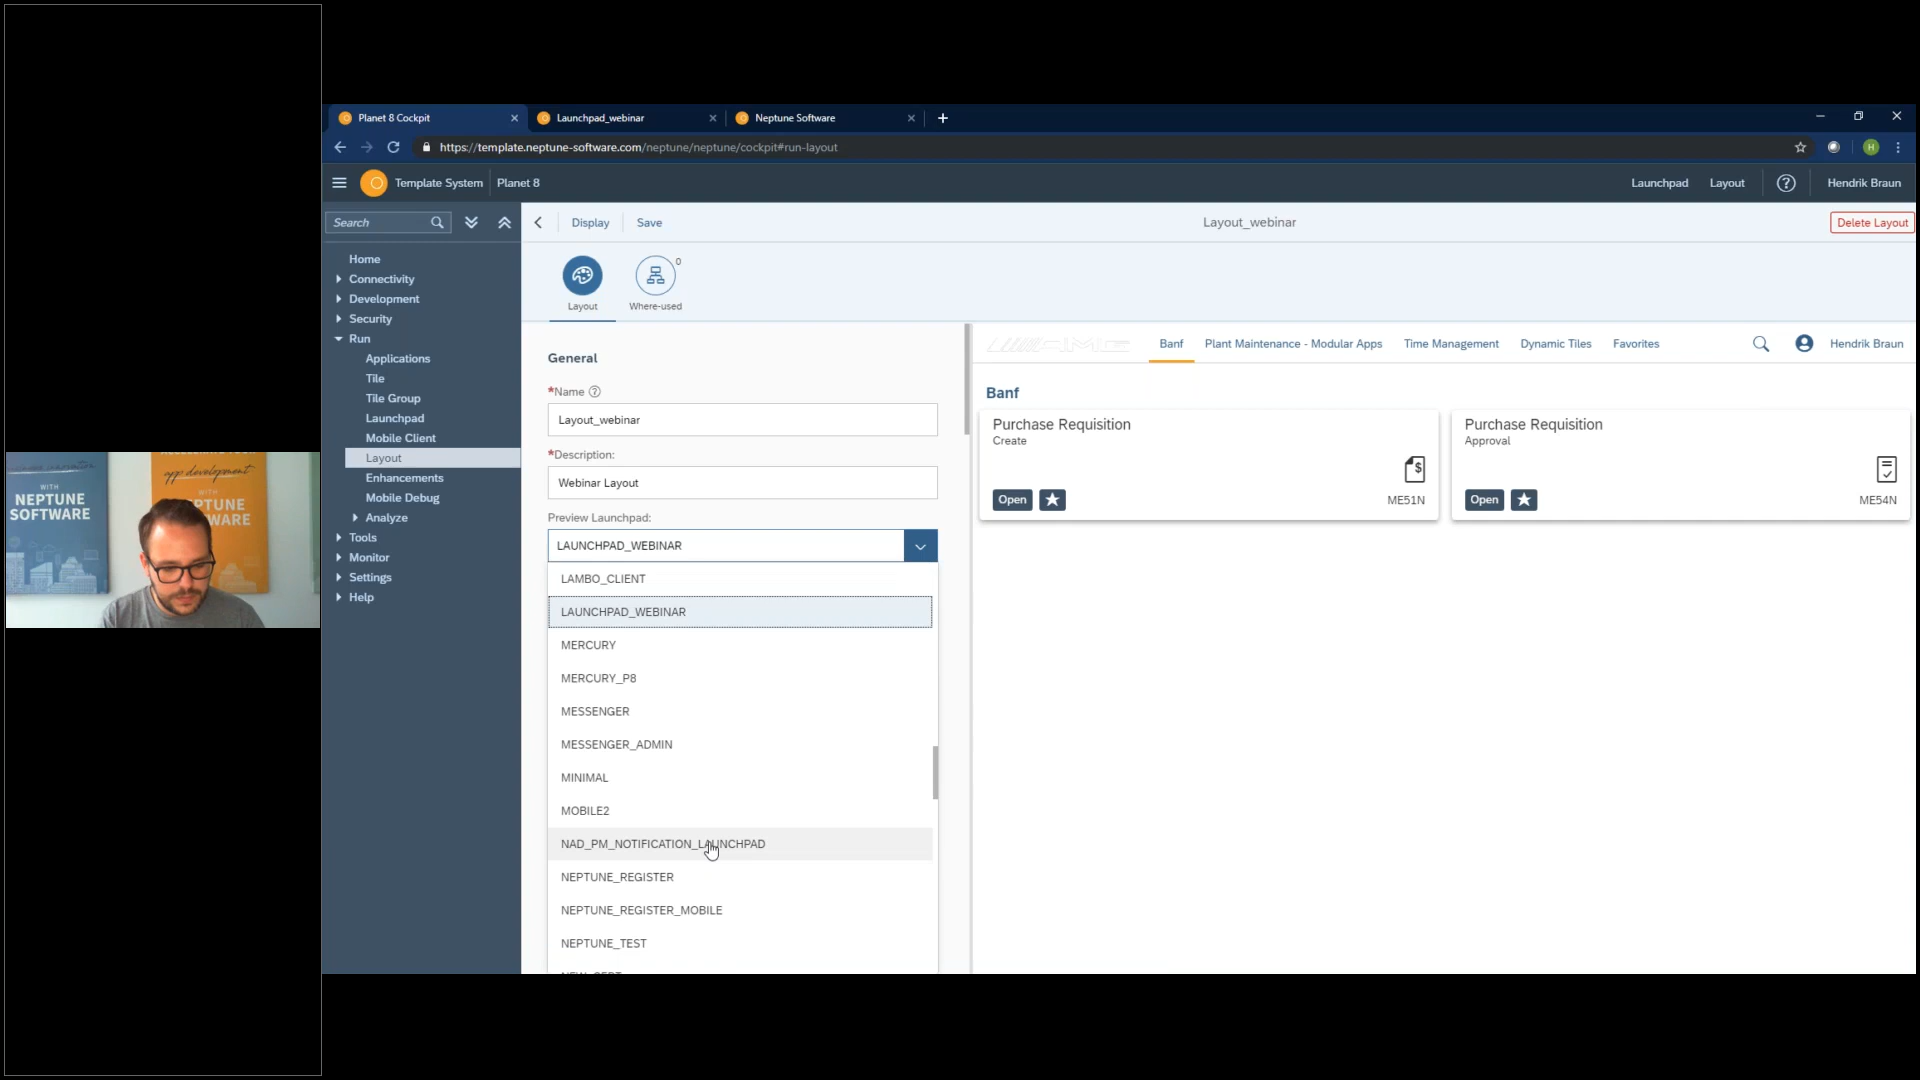 Planet 8 Cockpit
Launchpad_webinar
Neptune Software
https://template.neptune-software.com/neptune/neptune/cockpit#run-layout
H
Template System
Planet 8
Launchpad
Layout
Hendrik Braun
Search
Display
Save
Layout_webinar
Delete Layout
Home
Connectivity
Development
Security
Run
Applications
Tile
Tile Group
Launchpad
Mobile Client
Layout
Enhancements
Mobile Debug
Analyze
Tools
Monitor
Settings
Help
Layout
0
Where-used
General
*Name
Layout_webinar
*Description:
Webinar Layout
Preview Launchpad:
LAUNCHPAD_WEBINAR
LAMBO_CLIENT
LAUNCHPAD_WEBINAR
MERCURY
MERCURY_P8
MESSENGER
MESSENGER_ADMIN
MINIMAL
MOBILE2
NAD_PM_NOTIFICATION_LAUNCHPAD
NEPTUNE_REGISTER
NEPTUNE_REGISTER_MOBILE
NEPTUNE_TEST
AMG
Banf
Plant Maintenance - Modular Apps
Time Management
Dynamic Tiles
Favorites
Hendrik Braun
Banf
Purchase Requisition
Create
Open
ME51N
Purchase Requisition
Approval
Open
ME54N
WITH
NEPTUNE
SOFTWARE
app development
WITH